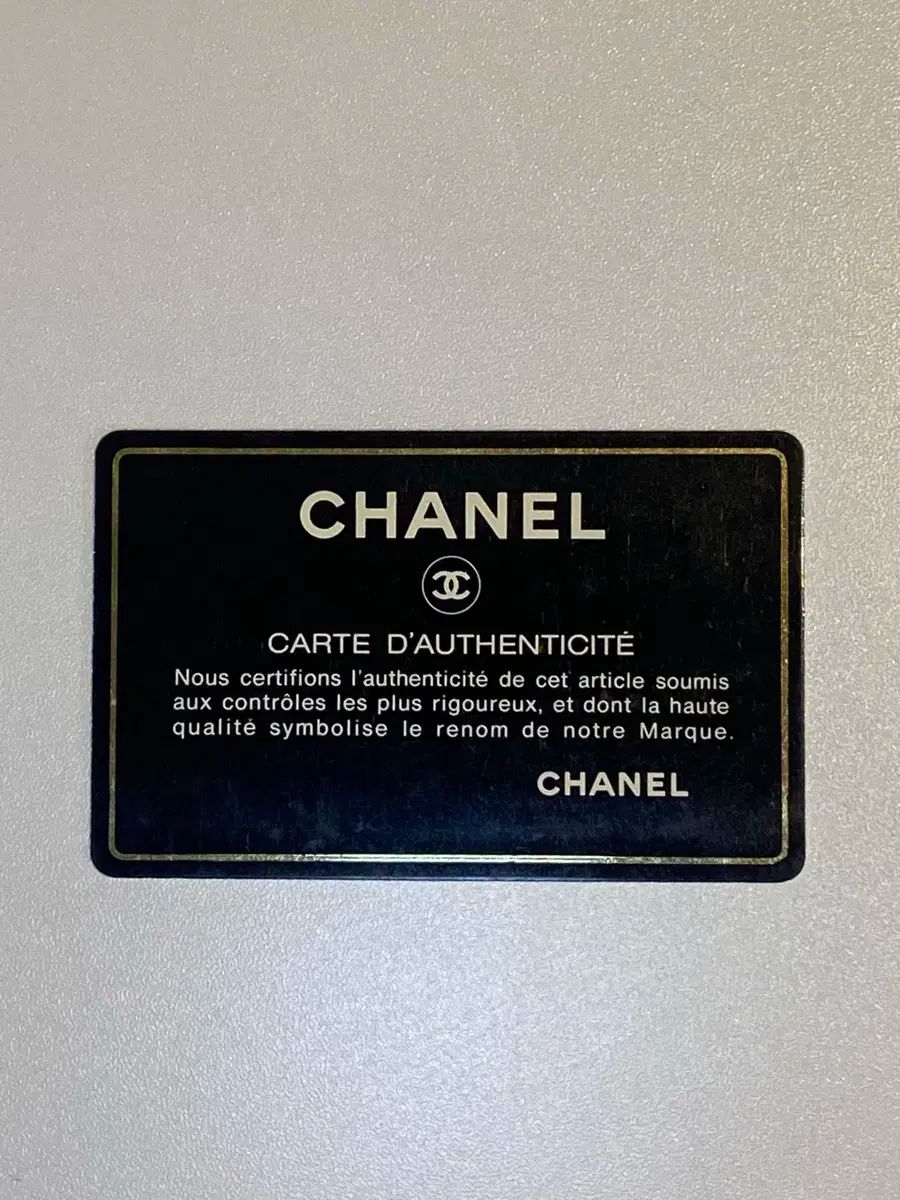 CHANEL
CARTE D'AUTHENTICITÉ
Nous certifions l'authenticité de cet article soumis
aux contrôles les plus rigoureux, et dont la haute
qualité symbolise le renom de notre Marque.
CHANEL